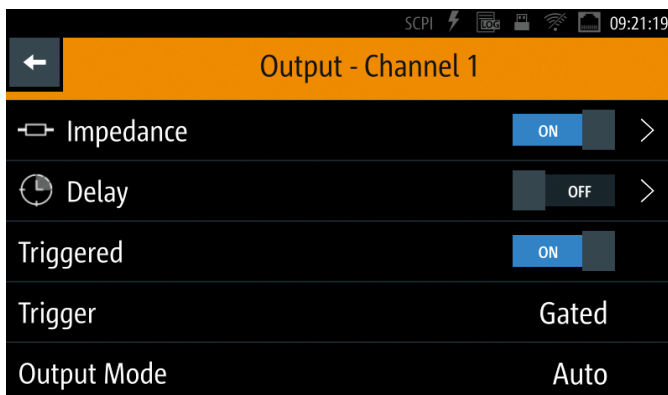 SCPI LOG 09:21:19
Output - Channel 1
Impedance ON
Delay OFF
Triggered ON
Trigger Gated
Output Mode Auto